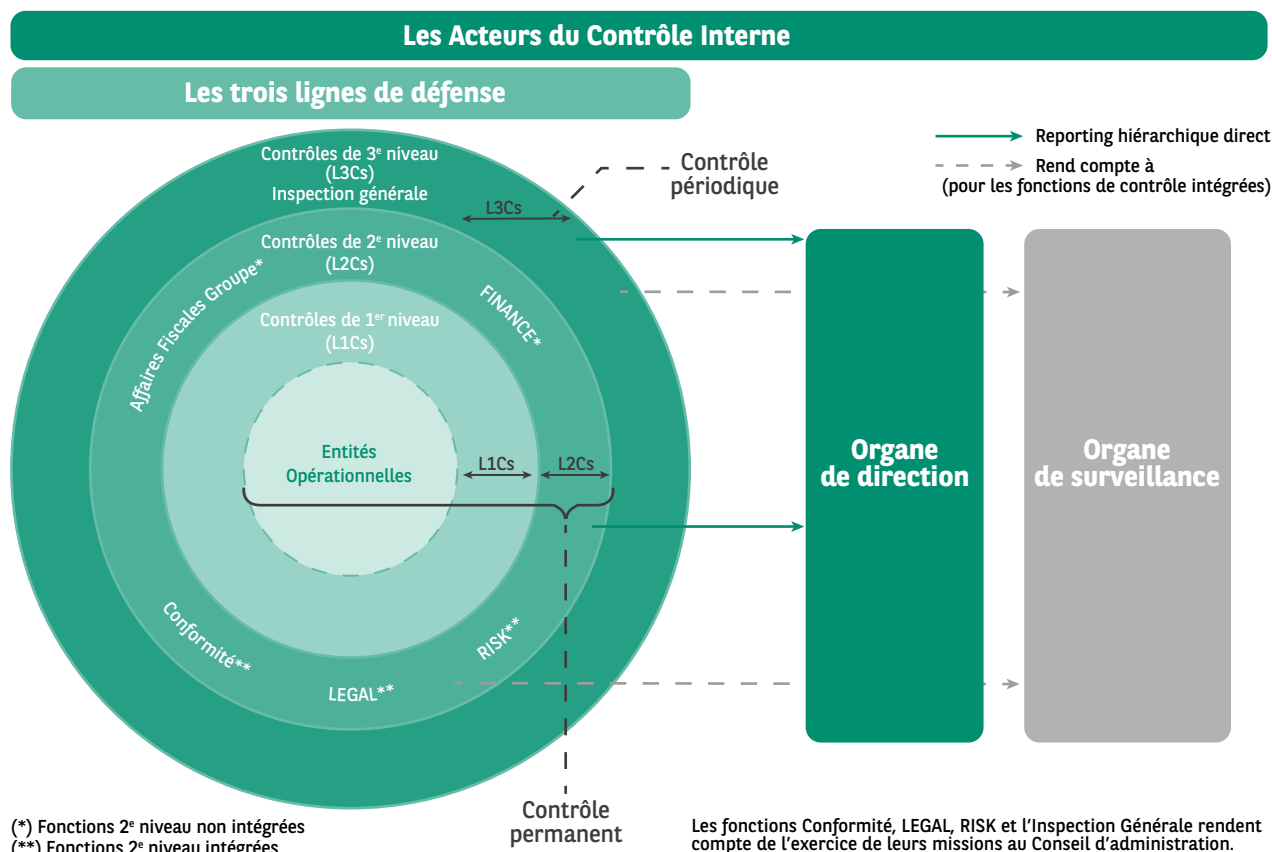 Les Acteurs du Contrôle Interne
Les trois lignes de défense
Reporting hiérarchique direct
Rend compte à
(pour les fonctions de contrôle intégrées)
Contrôles de 3e niveau
(L3Cs)
Inspection générale
L3Cs
Contrôle
périodique
Contrôles de 2e niveau
(L2Cs)
Affaires Fiscales Groupe*
FINANCE*
Contrôles de 1er niveau
(L1Cs)
Entités
Opérationnelles
L1Cs
L2Cs
Organe
de direction
Organe
de surveillance
Conformité**
LEGAL**
RISK**
Contrôle
permanent
(*) Fonctions 2e niveau non intégrées
(**) Fonctions 2e niveau intégrées
Les fonctions Conformité, LEGAL, RISK et l'Inspection Générale rendent
compte de l'exercice de leurs missions au Conseil d'administration.